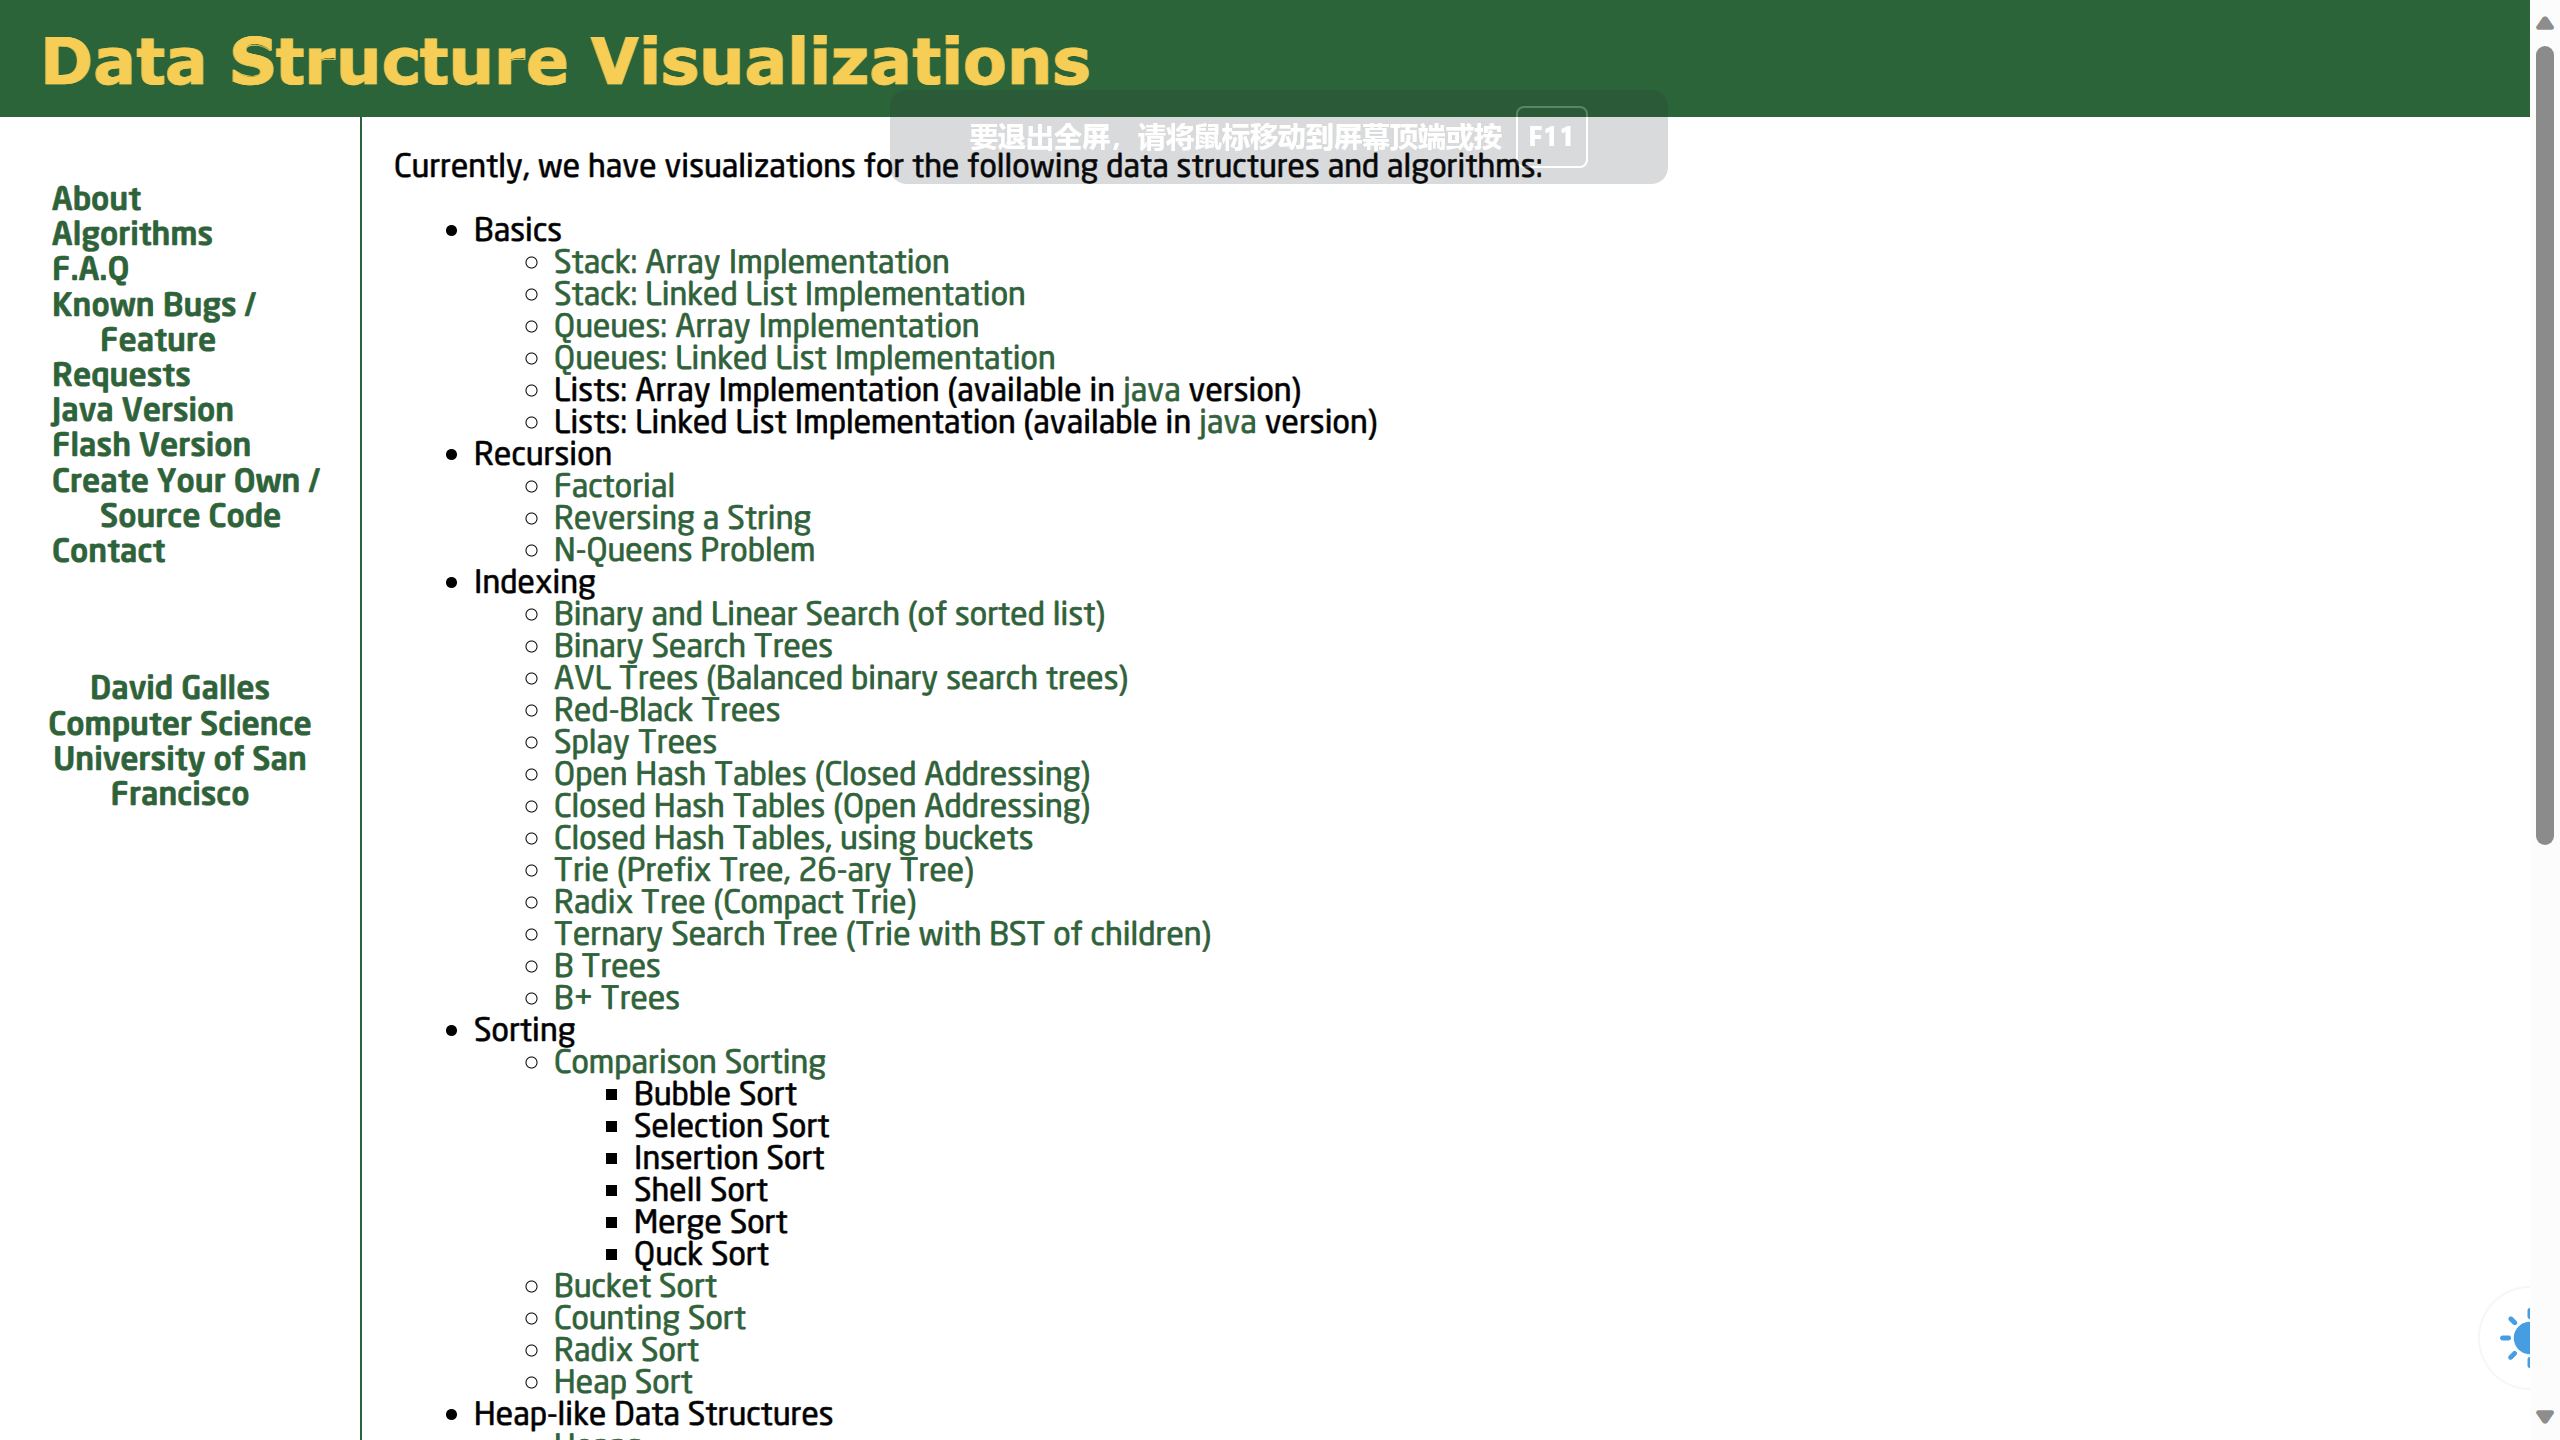 Data Structure Visualizations
要退出全屏，请将鼠标移动到屏幕顶端或按 F11
About
Algorithms
F.A.Q
Known Bugs /
Feature
Requests
Java Version
Flash Version
Create Your Own /
Source Code
Contact
David Galles
Computer Science
University of San
Francisco
Currently, we have visualizations for the following data structures and algorithms:
Basics
Stack: Array Implementation
Stack: Linked List Implementation
Queues: Array Implementation
Queues: Linked List Implementation
Lists: Array Implementation (available in java version)
Lists: Linked List Implementation (available in java version)
Recursion
Factorial
Reversing a String
N-Queens Problem
Indexing
Binary and Linear Search (of sorted list)
Binary Search Trees
AVL Trees (Balanced binary search trees)
Red-Black Trees
Splay Trees
Open Hash Tables (Closed Addressing)
Closed Hash Tables (Open Addressing)
Closed Hash Tables, using buckets
Trie (Prefix Tree, 26-ary Tree)
Radix Tree (Compact Trie)
Ternary Search Tree (Trie with BST of children)
B Trees
B+ Trees
Sorting
Comparison Sorting
Bubble Sort
Selection Sort
Insertion Sort
Shell Sort
Merge Sort
Quck Sort
Bucket Sort
Counting Sort
Radix Sort
Heap Sort
Heap-like Data Structures